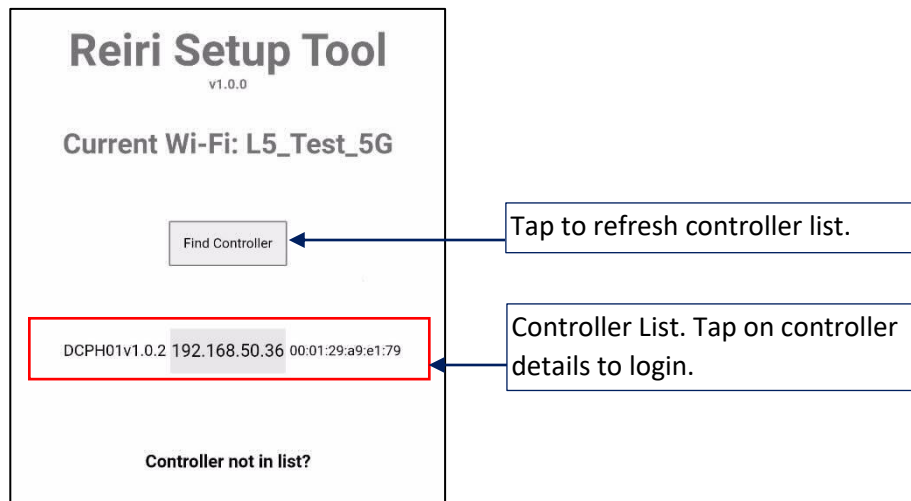 Reiri Setup Tool
v1.0.0
Current Wi-Fi: L5_Test_5G
Find Controller
Tap to refresh controller list.
DCPH01v1.0.2 192.168.50.36 00:01:29:a9:e1:79
Controller List. Tap on controller
details to login.
Controller not in list?